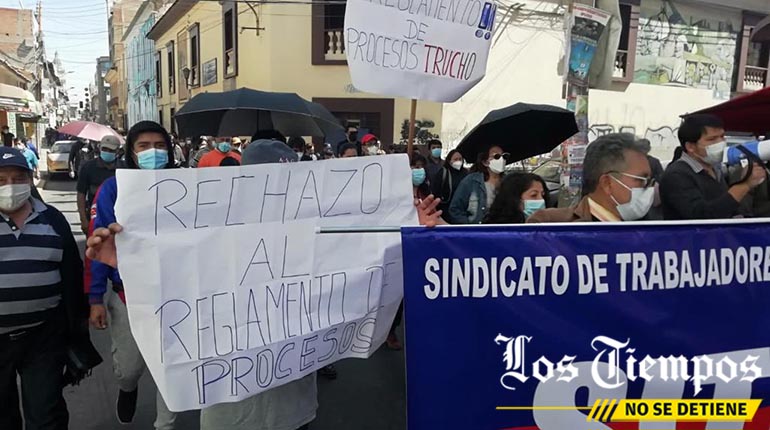 REGLAMENTO
DE
PROCESOS TRUCHO
!!
RECHAZO
AL
REGLAMENTO DE
PROCESOS
SINDICATO DE TRABAJADORE
Los Tiempos
NO SE DETIENE